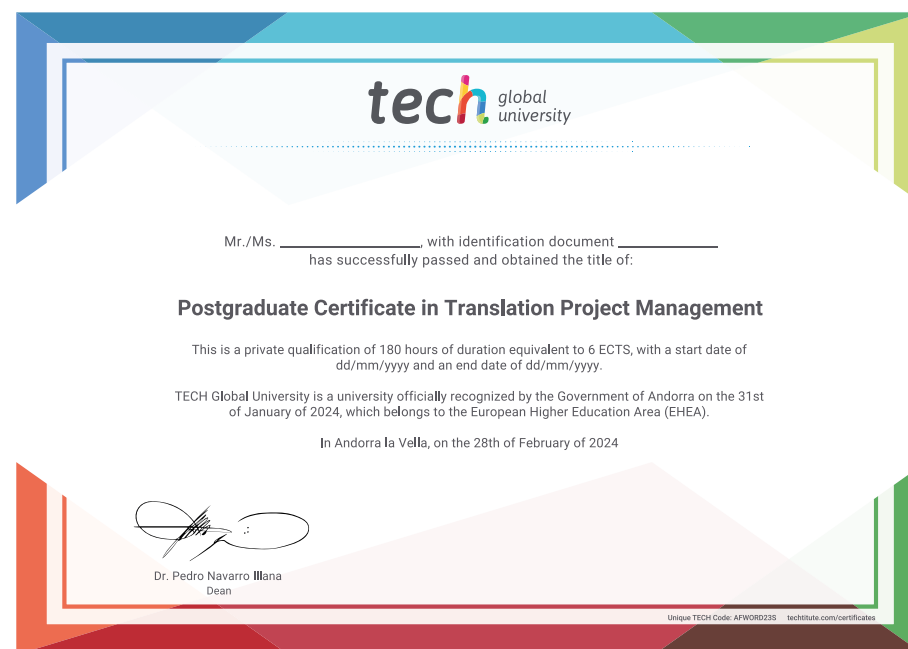 tech global university
Mr./Ms. ____________________, with identification document ______________
has successfully passed and obtained the title of:
Postgraduate Certificate in Translation Project Management
This is a private qualification of 180 hours of duration equivalent to 6 ECTS, with a start date of
dd/mm/yyyy and an end date of dd/mm/yyyy.
TECH Global University is a university officially recognized by the Government of Andorra on the 31st
of January of 2024, which belongs to the European Higher Education Area (EHEA).
In Andorra la Vella, on the 28th of February of 2024
Dr. Pedro Navarro Illana
Dean
Unique TECH Code: AFWORD23S techtitute.com/certificates